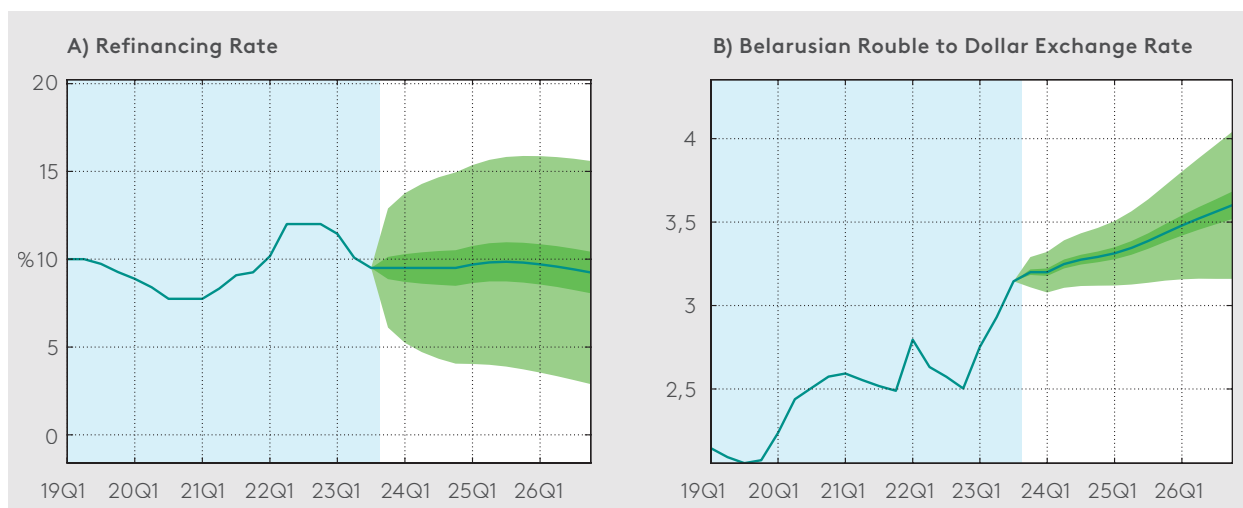 A) Refinancing Rate
20
15
%10
5
0
19Q1 20Q1 21Q1 22Q1 23Q1 24Q1 25Q1 26Q1
B) Belarusian Rouble to Dollar Exchange Rate
4
3,5
3
2,5
19Q1 20Q1 21Q1 22Q1 23Q1 24Q1 25Q1 26Q1